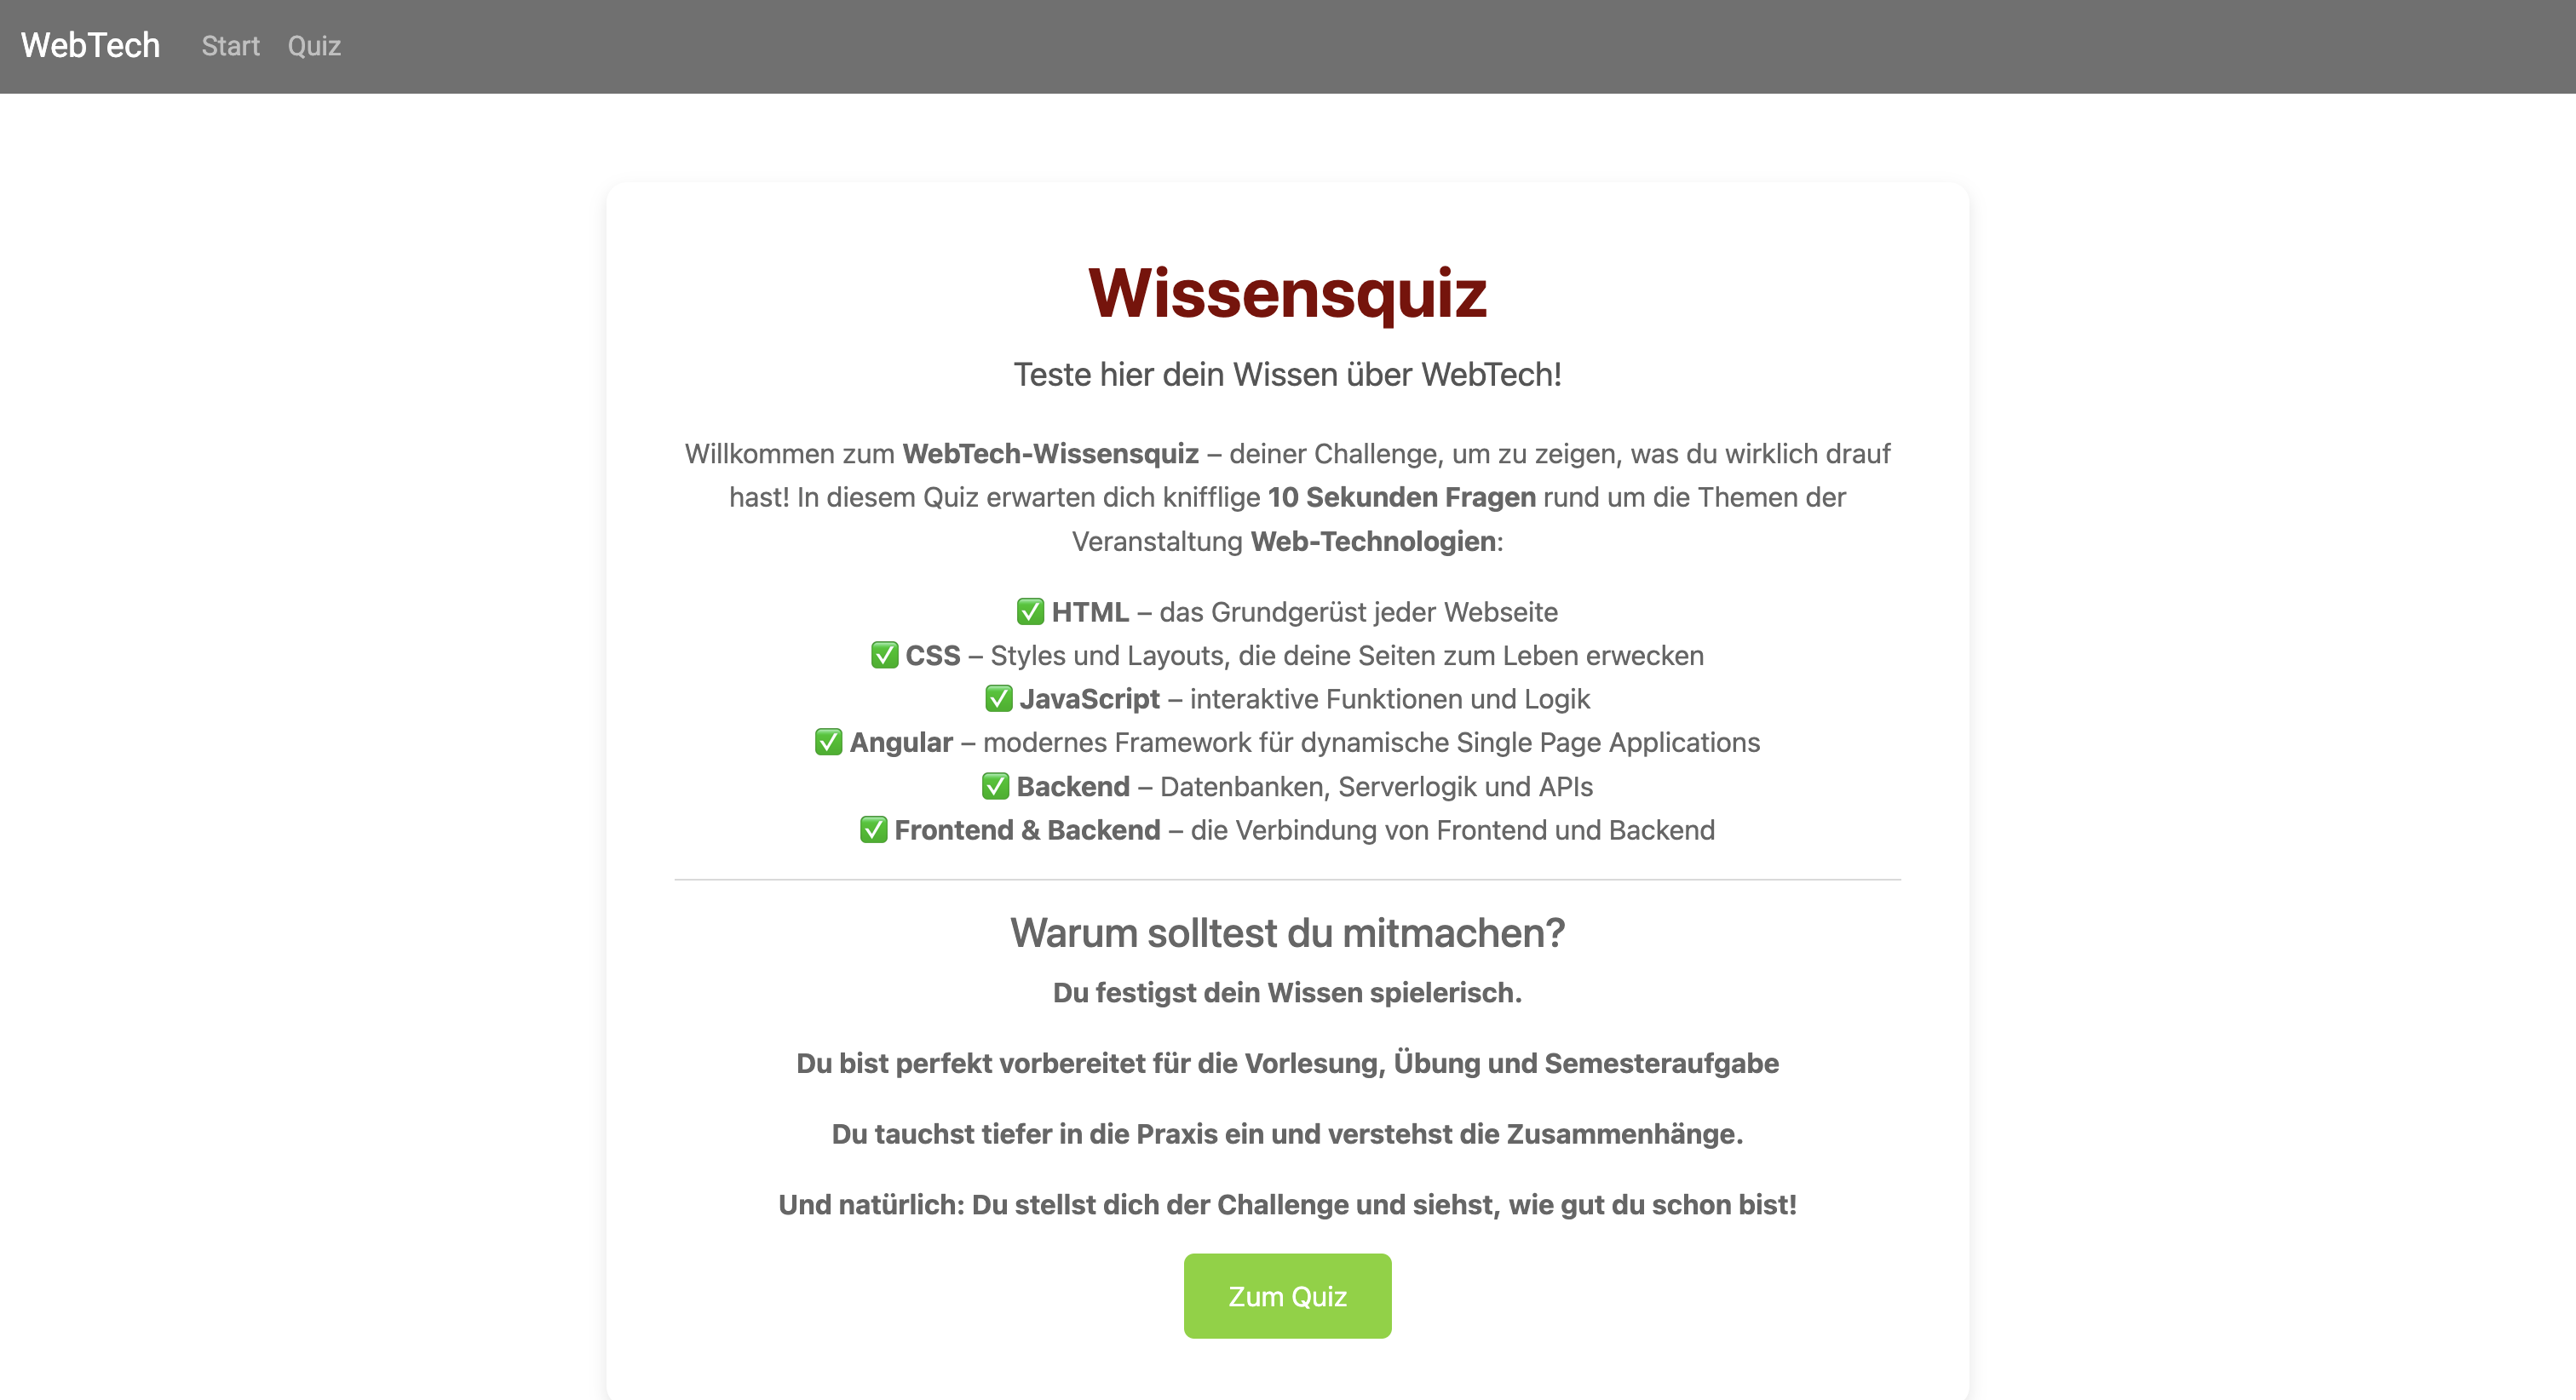 WebTech Start Quiz
Wissensquiz
Teste hier dein Wissen über WebTech!
Willkommen zum WebTech-Wissensquiz – deiner Challenge, um zu zeigen, was du wirklich drauf
hast! In diesem Quiz erwarten dich knifflige 10 Sekunden Fragen rund um die Themen der
Veranstaltung Web-Technologien:
✅ HTML – das Grundgerüst jeder Webseite
✅ CSS – Styles und Layouts, die deine Seiten zum Leben erwecken
✅ JavaScript – interaktive Funktionen und Logik
✅ Angular – modernes Framework für dynamische Single Page Applications
✅ Backend – Datenbanken, Serverlogik und APIs
✅ Frontend & Backend – die Verbindung von Frontend und Backend
Warum solltest du mitmachen?
Du festigst dein Wissen spielerisch.
Du bist perfekt vorbereitet für die Vorlesung, Übung und Semesteraufgabe
Du tauchst tiefer in die Praxis ein und verstehst die Zusammenhänge.
Und natürlich: Du stellst dich der Challenge und siehst, wie gut du schon bist!
Zum Quiz